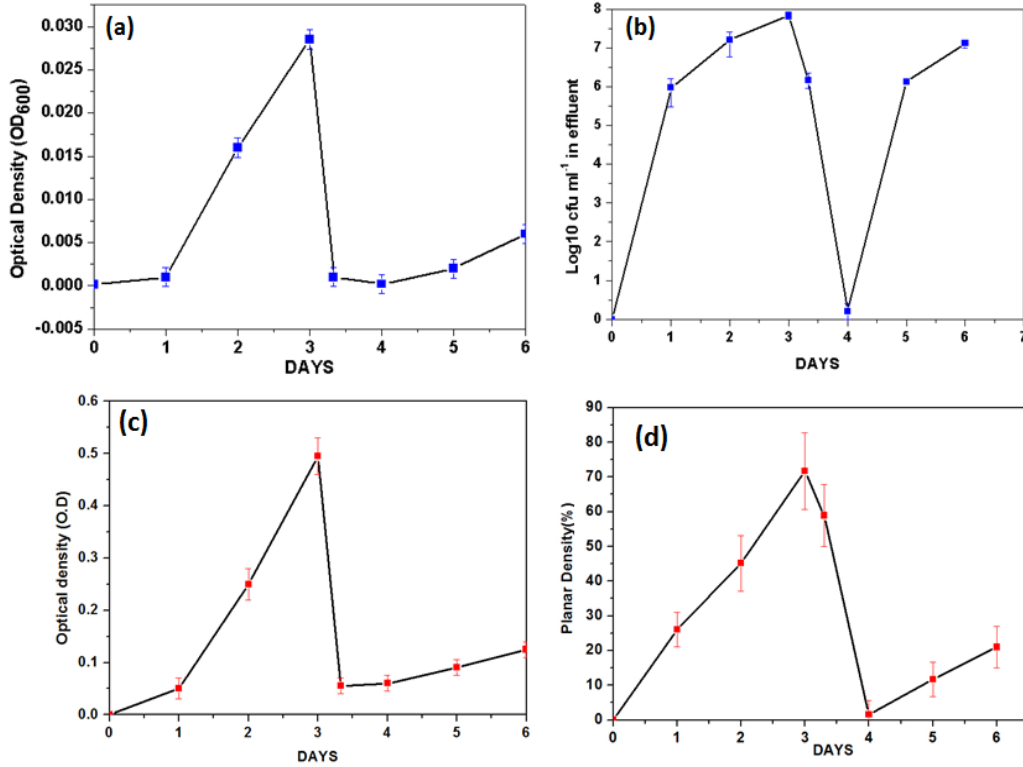 (a)
Optical Density (OD600)
0.030
0.025
0.020
0.015
0.010
0.005
0.000
-0.005
0 1 2 3 4 5 6
DAYS
(b)
Log10 cfu ml-1 in effluent
8
7
6
5
4
3
2
1
0
0 1 2 3 4 5 6 7
DAYS
(c)
Optical density (O.D)
0.6
0.5
0.4
0.3
0.2
0.1
0.0
0 1 2 3 4 5 6
DAYS
(d)
Planar Density(%)
90
80
70
60
50
40
30
20
10
0
0 1 2 3 4 5 6
DAYS